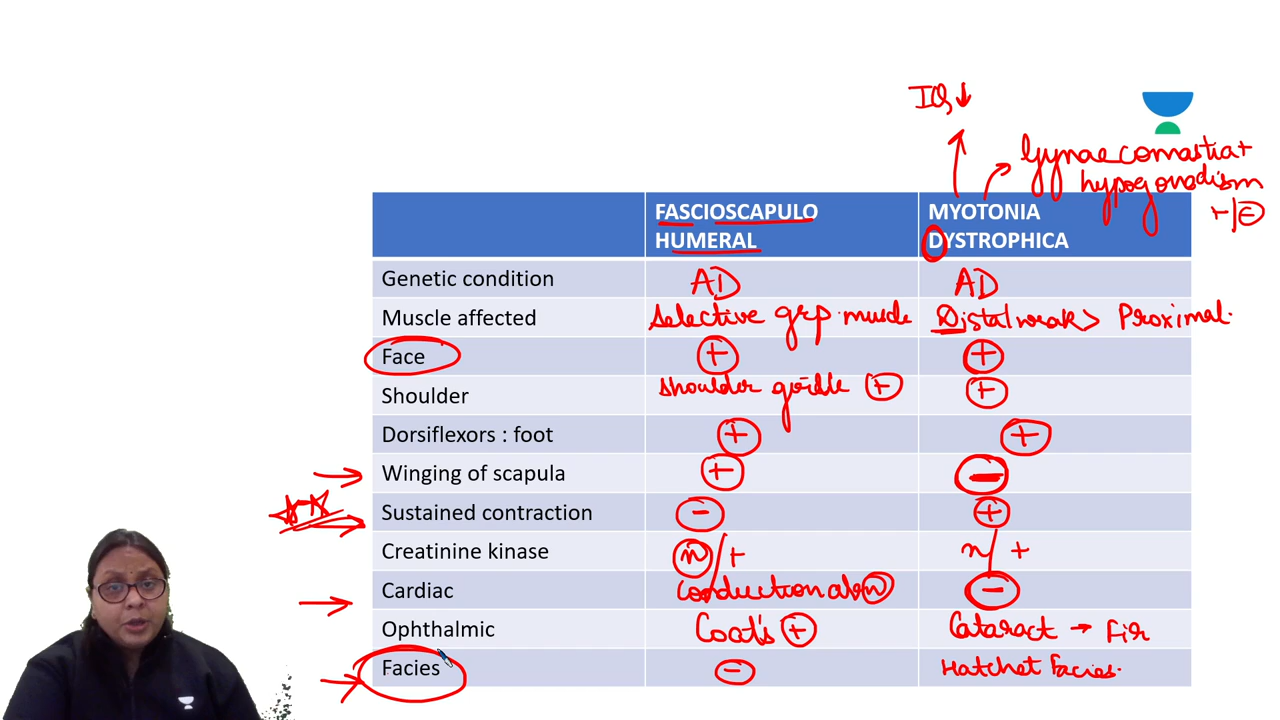 IQ ↓
Gynaecomastia +
hypogonadism
+/⊖
FASCIOSCAPULO HUMERAL
MYOTONIA DYSTROPHICA
Genetic condition AD AD
Muscle affected Selective grp. muscle Distal weak > Proximal.
Face + +
Shoulder Shoulder girdle + +
Dorsiflexors : foot + +
Winging of scapula + -
Sustained contraction - +
Creatinine kinase n/+ n/+
Cardiac Conduction abn -
Ophthalmic Coat's + Cataract →
Facies - Hatchet Facies.